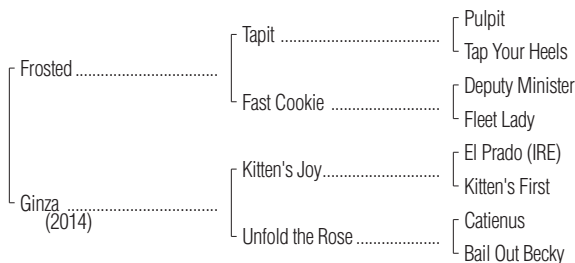 Pulpit
Tapit
Tap Your Heels
Frosted
Deputy Minister
Fast Cookie
Fleet Lady
El Prado (IRE)
Kitten's Joy
Kitten's First
Ginza
(2014)
Catienus
Unfold the Rose
Bail Out Becky